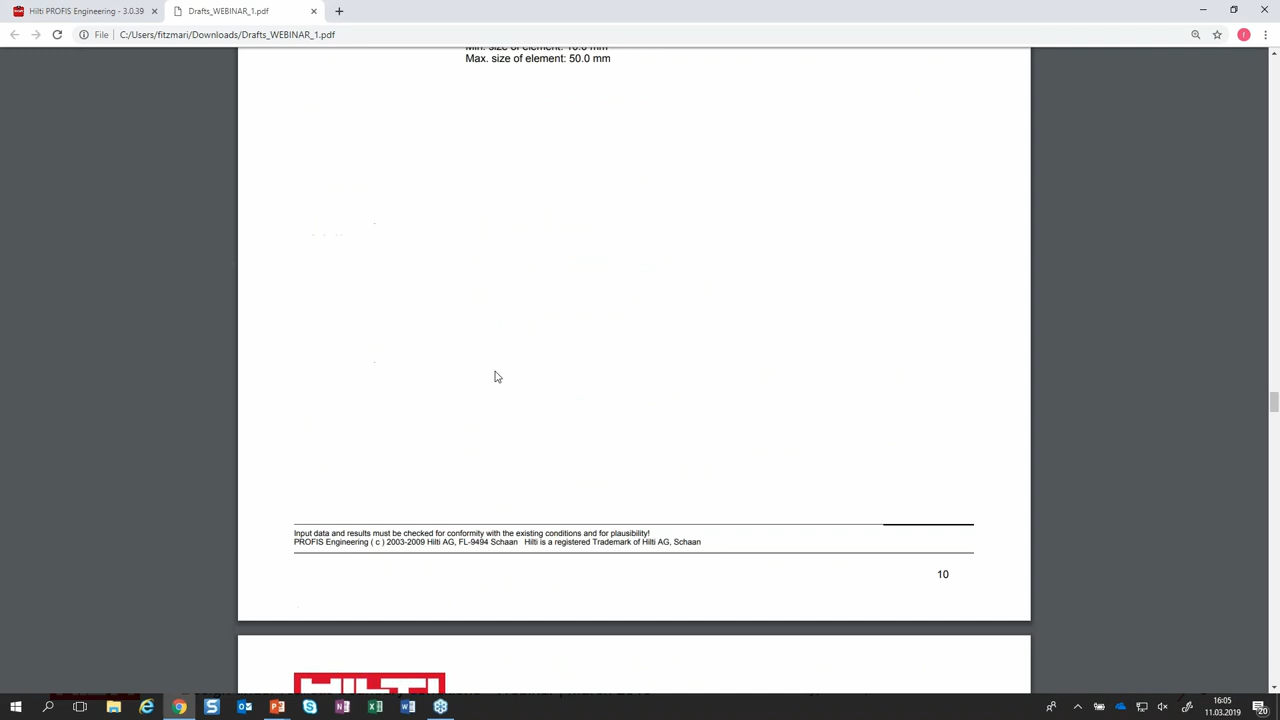 Hilti PROFIS Engineering - 3.0.39
Drafts_WEBINAR_1.pdf
File
C:/Users/fitzmari/Downloads/Drafts_WEBINAR_1.pdf
f
Max. size of element: 50.0 mm
Input data and results must be checked for conformity with the existing conditions and for plausibility!
PROFIS Engineering ( c ) 2003-2009 Hilti AG, FL-9494 Schaan Hilti is a registered Trademark of Hilti AG, Schaan
10
HILTI
16:05
11.03.2019
20